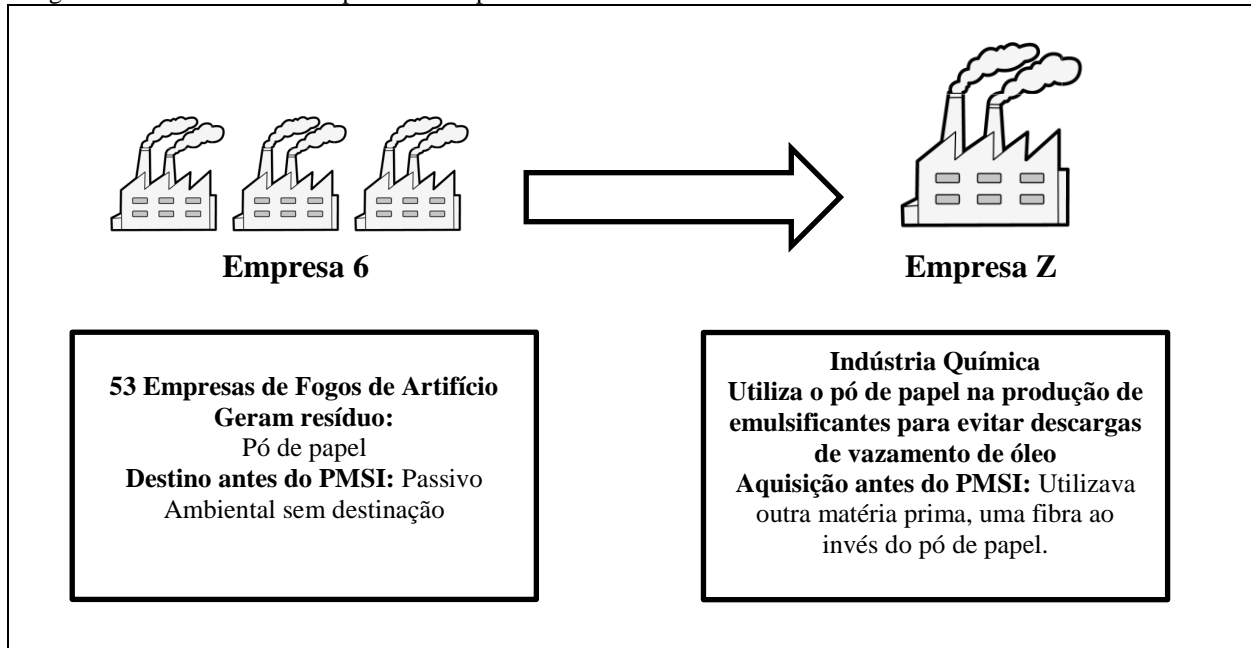 Empresa 6
Empresa Z
53 Empresas de Fogos de Artifício
Geram resíduo:
Pó de papel
Destino antes do PMSI: Passivo
Ambiental sem destinação
Indústria Química
Utiliza o pó de papel na produção de
emulsificantes para evitar descargas
de vazamento de óleo
Aquisição antes do PMSI: Utilizava
outra matéria prima, uma fibra ao
invés do pó de papel.